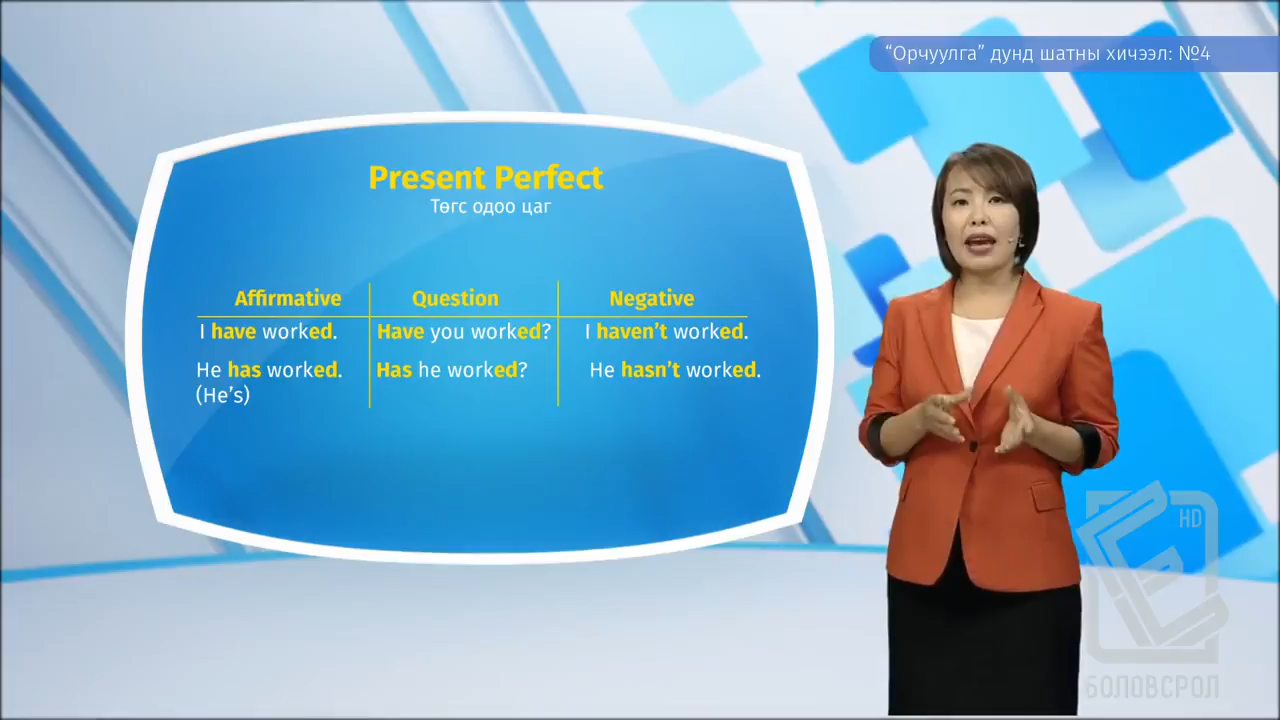 “Орчуулга” дунд шатны хичээл: №4
Present Perfect
Төгс одоо цаг
Affirmative Question Negative
I have worked. Have you worked? I haven’t worked.
He has worked. Has he worked? He hasn’t worked.
(He’s)
HD
БОЛОВСРОЛ